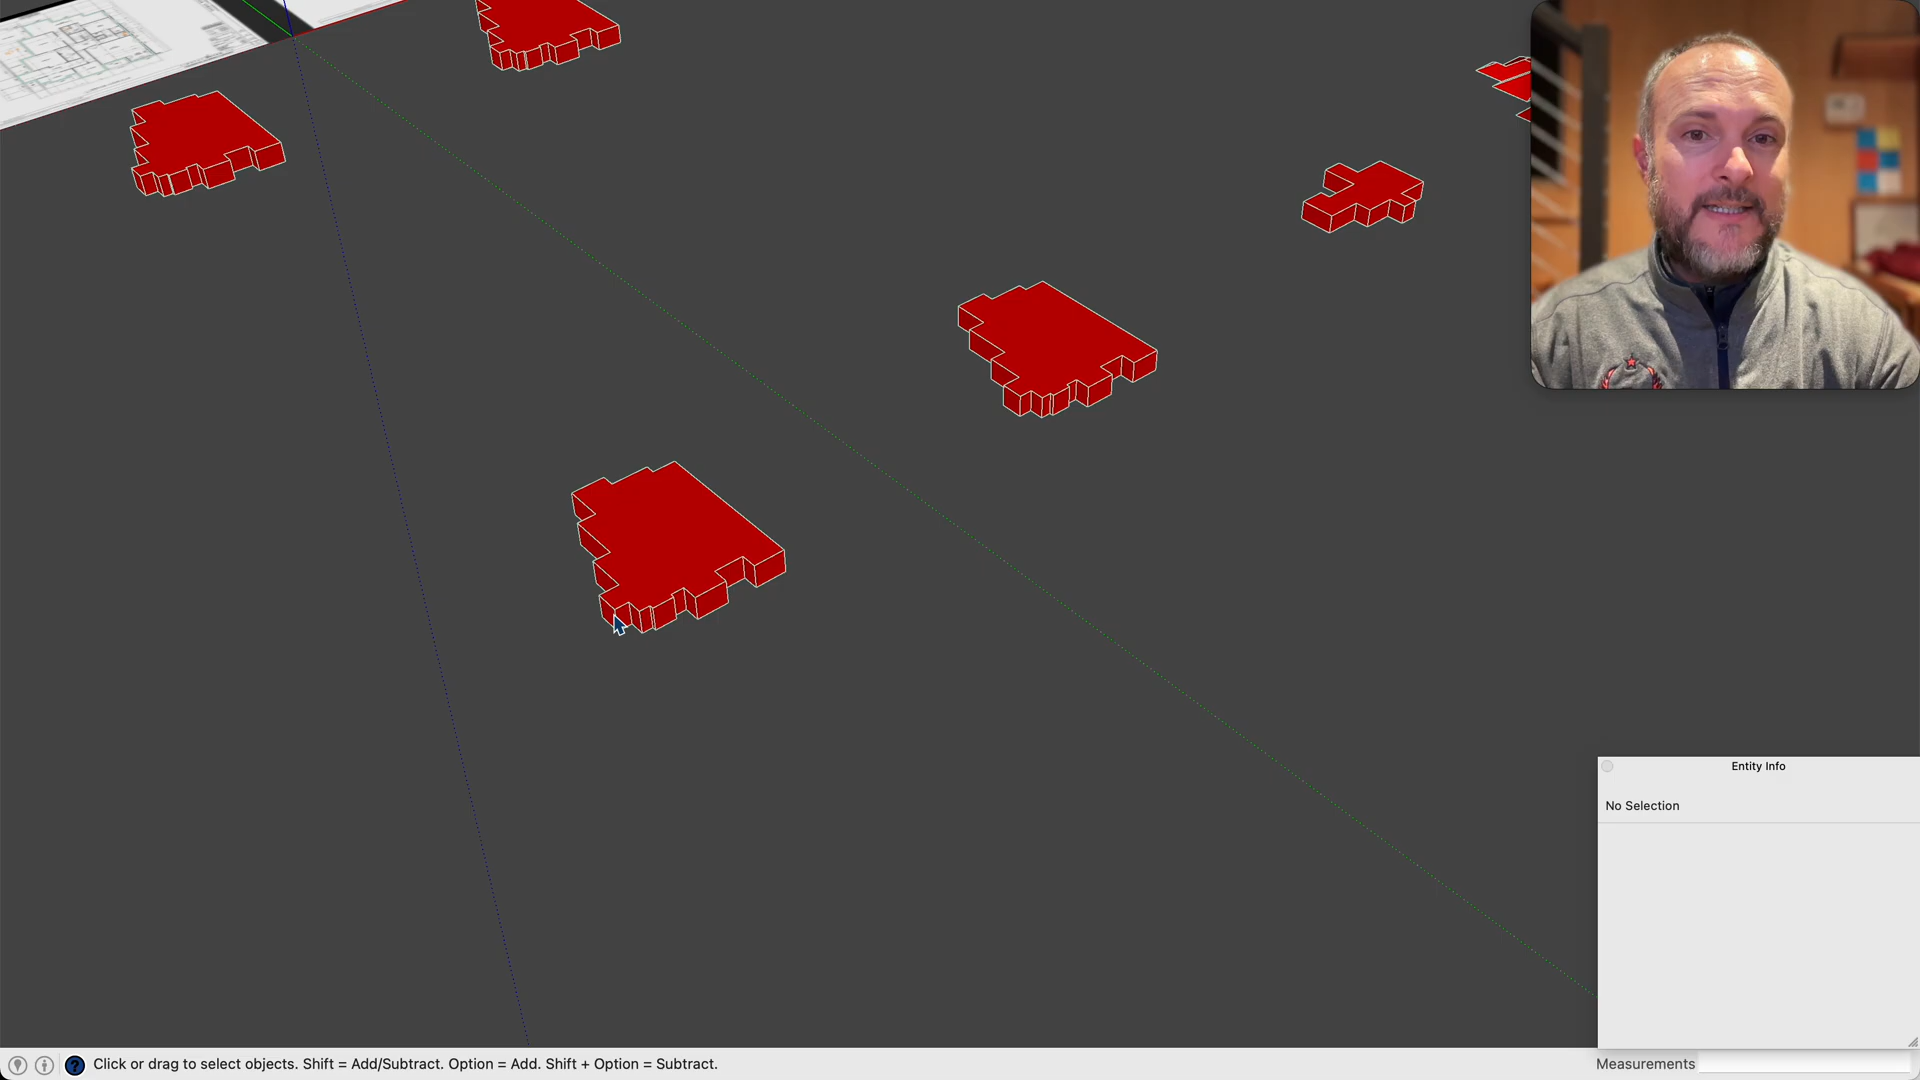 Entity Info
No Selection
? Click or drag to select objects. Shift = Add/Subtract. Option = Add. Shift + Option = Subtract.
Measurements